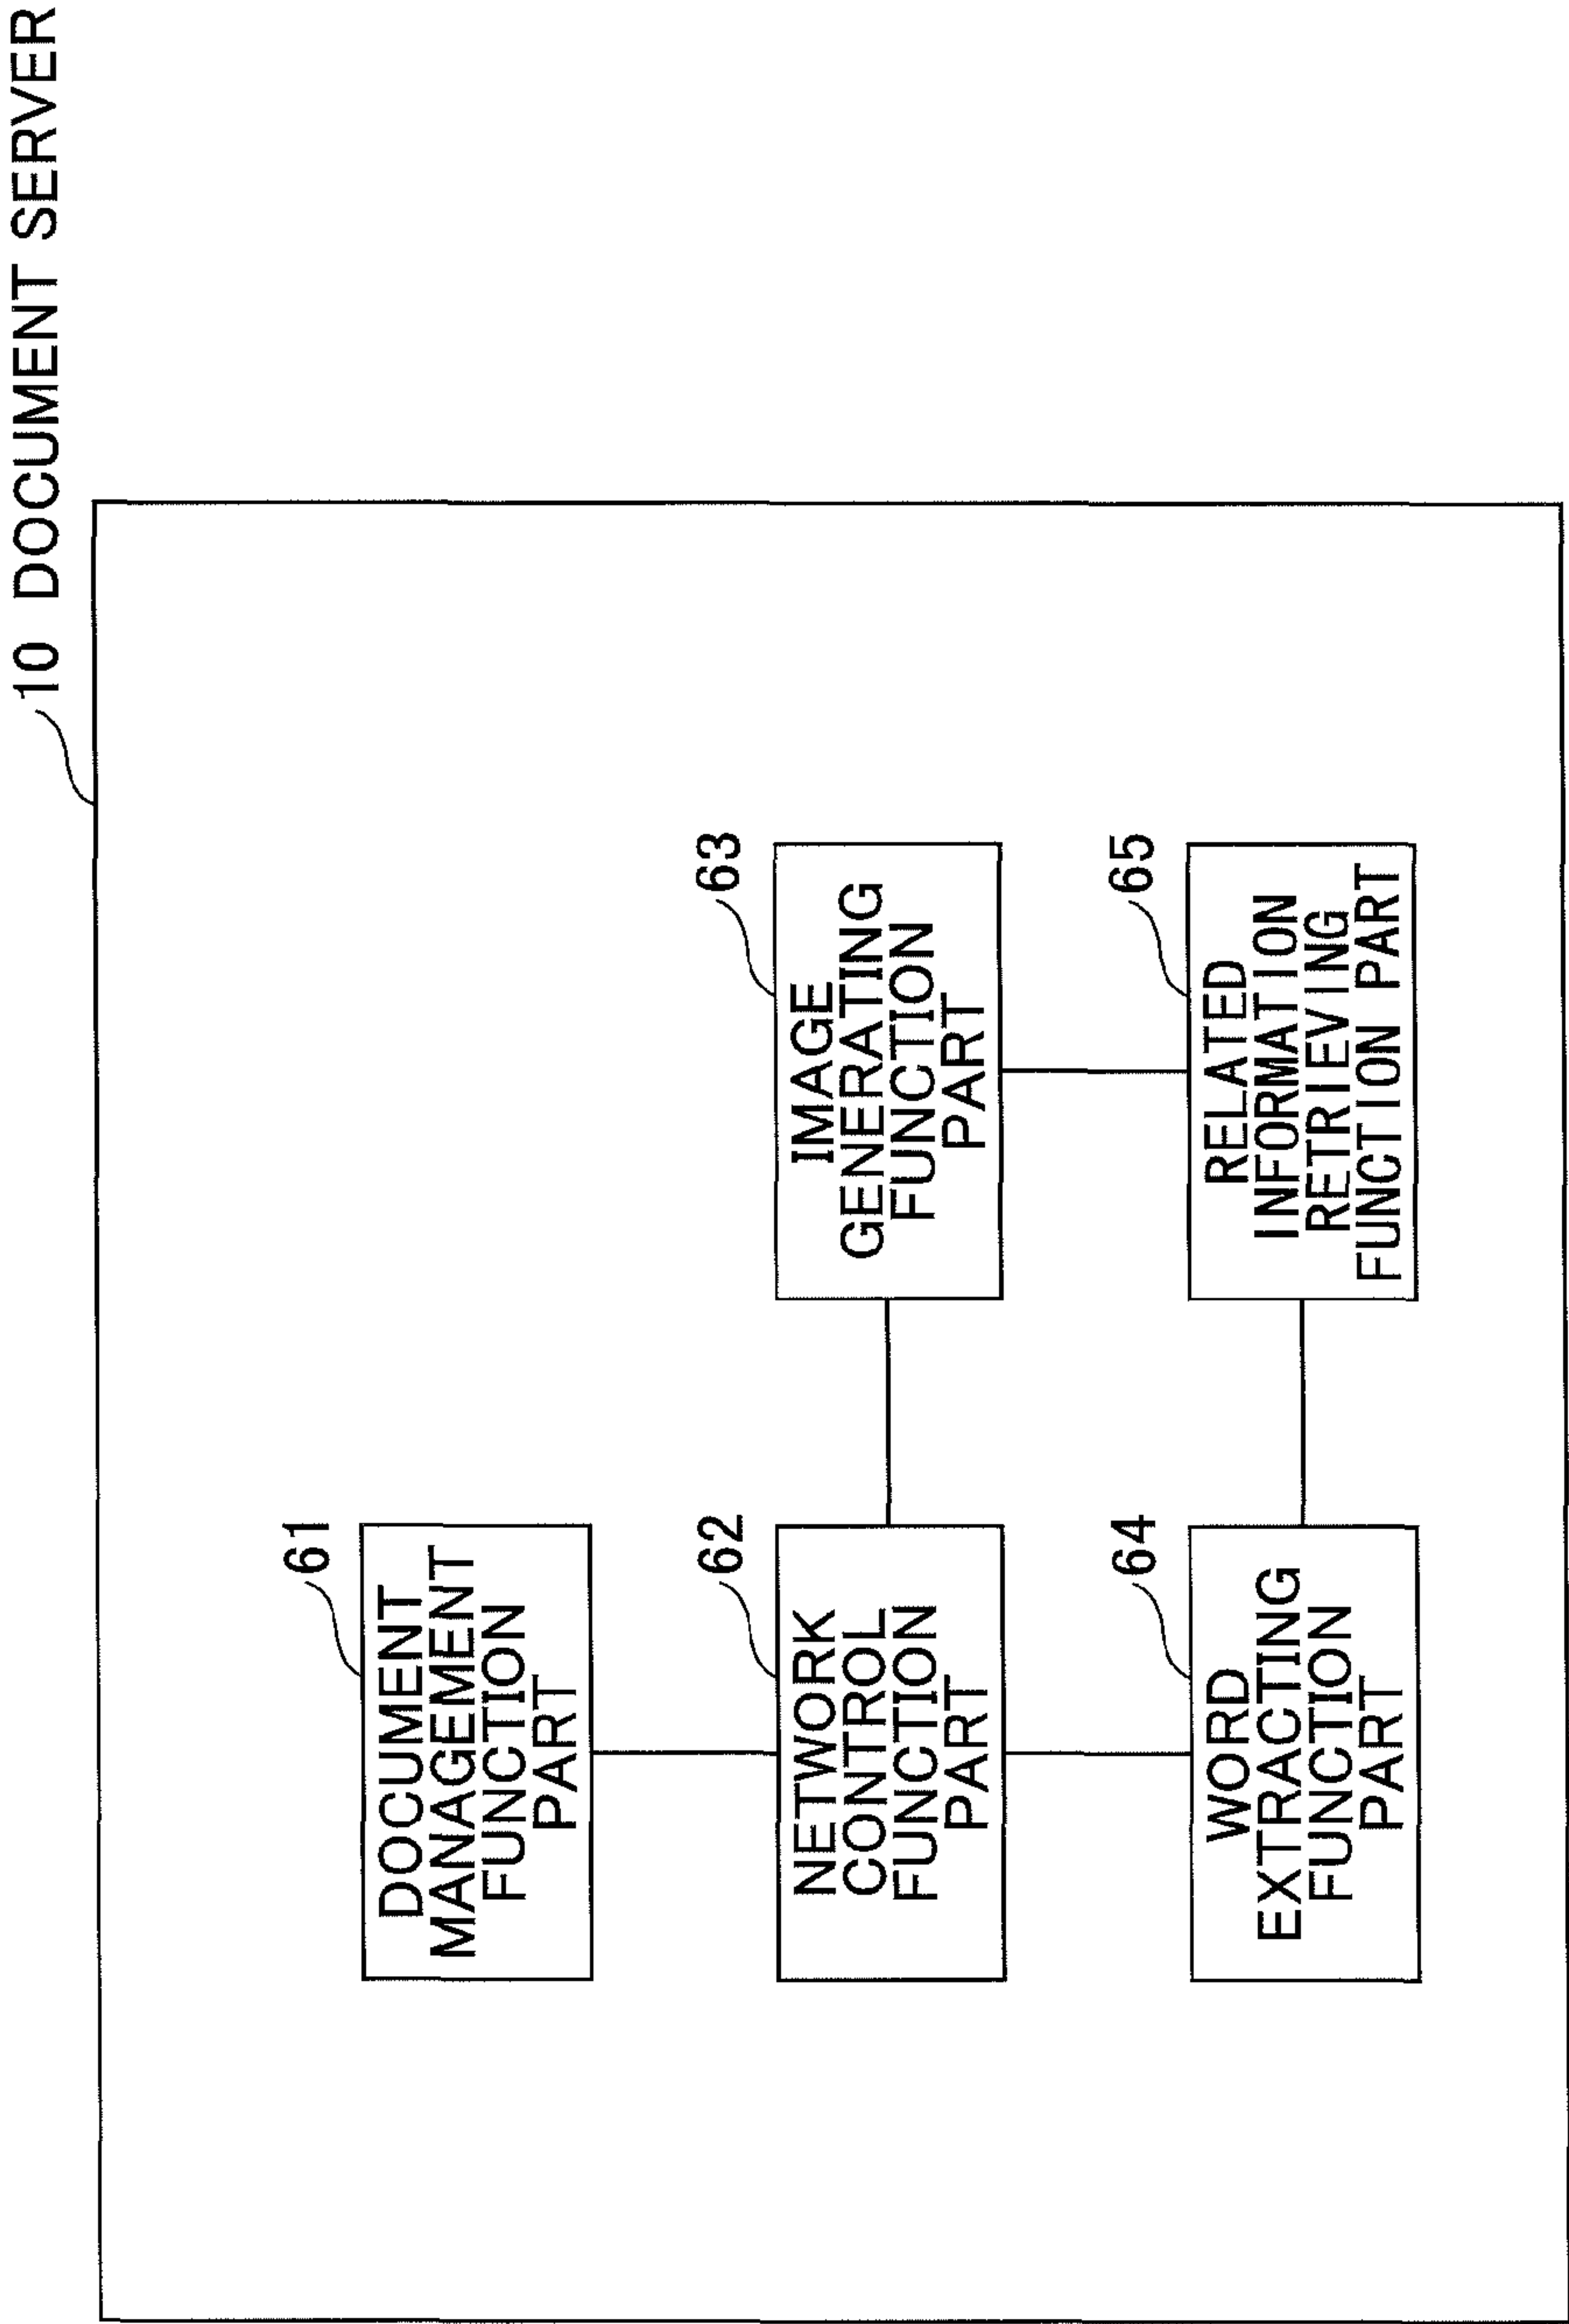 10 DOCUMENT SERVER
61
DOCUMENT
MANAGEMENT
FUNCTION
PART
62
NETWORK
CONTROL
FUNCTION
PART
63
IMAGE
GENERATING
FUNCTION
PART
64
WORD
EXTRACTING
FUNCTION
PART
65
RELATED
INFORMATION
RETRIEVING
FUNCTION PART